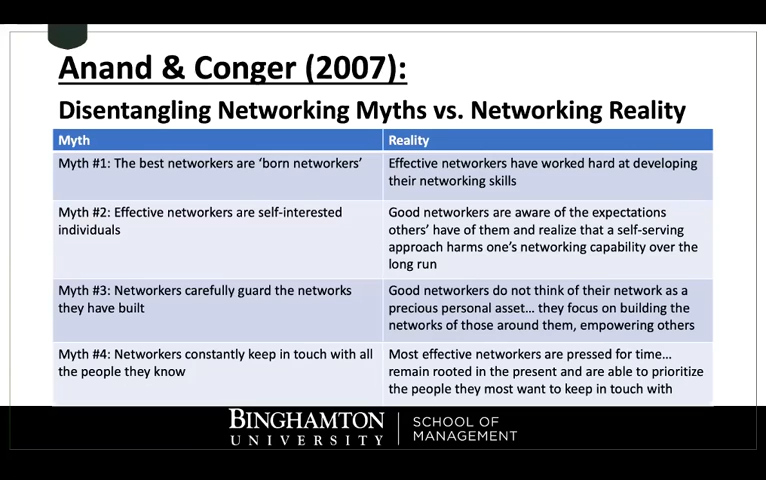 Anand & Conger (2007):
Disentangling Networking Myths vs. Networking Reality
Myth
Reality
Myth #1: The best networkers are ‘born networkers’
Effective networkers have worked hard at developing
their networking skills
Myth #2: Effective networkers are self-interested
individuals
Good networkers are aware of the expectations
others’ have of them and realize that a self-serving
approach harms one’s networking capability over the
long run
Myth #3: Networkers carefully guard the networks
they have built
Good networkers do not think of their network as a
precious personal asset... they focus on building the
networks of those around them, empowering others
Myth #4: Networkers constantly keep in touch with all
the people they know
Most effective networkers are pressed for time...
remain rooted in the present and are able to prioritize
the people they most want to keep in touch with
BINGHAMTON
UNIVERSITY
SCHOOL OF
MANAGEMENT